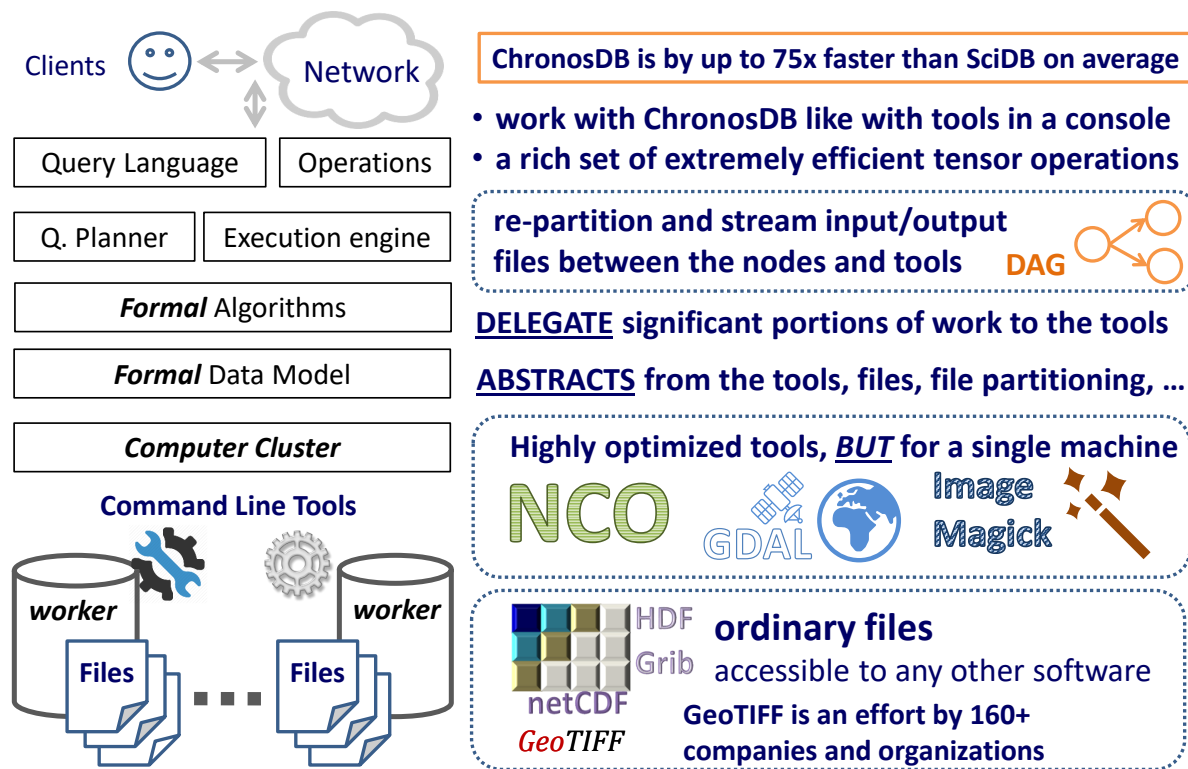 Clients
Network
Query Language
Operations
Q. Planner
Execution engine
Formal Algorithms
Formal Data Model
Computer Cluster
Command Line Tools
worker
worker
Files
Files
ChronosDB is by up to 75x faster than SciDB on average
• work with ChronosDB like with tools in a console
• a rich set of extremely efficient tensor operations
re-partition and stream input/output
files between the nodes and tools
DAG
DELEGATE significant portions of work to the tools
ABSTRACTS from the tools, files, file partitioning, …
Highly optimized tools, BUT for a single machine
NCO
GDAL
Image
Magick
HDF
Grib
netCDF
GeoTIFF
ordinary files
accessible to any other software
GeoTIFF is an effort by 160+
companies and organizations